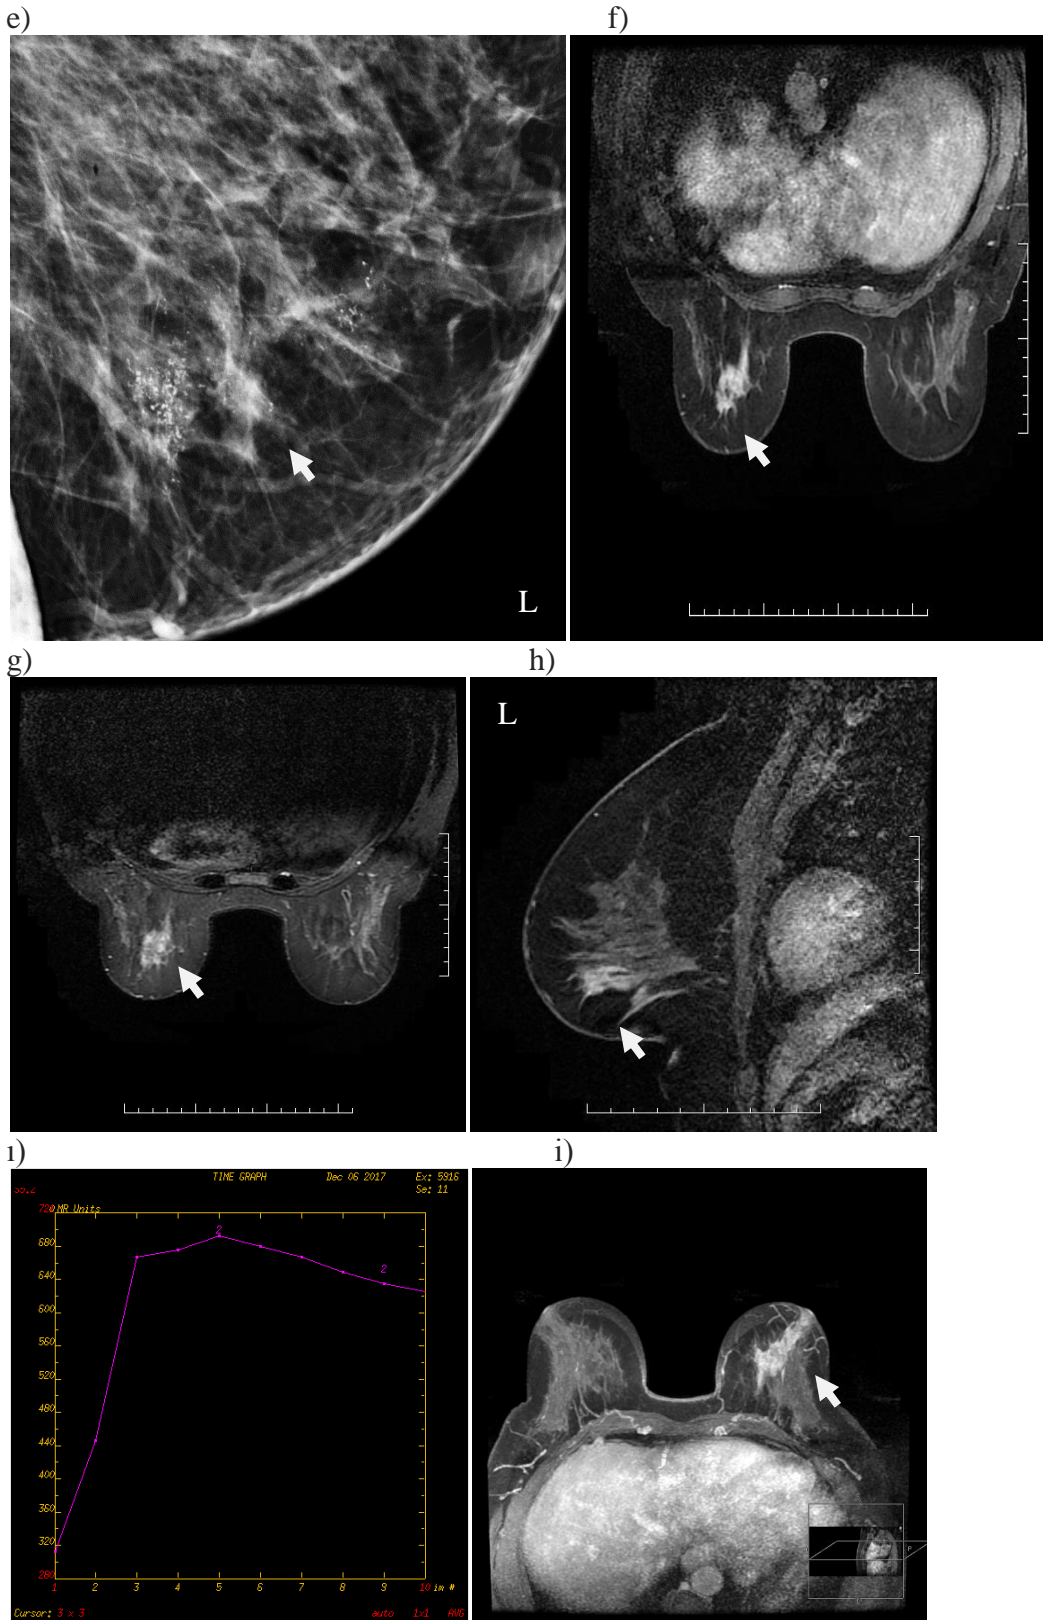 e)
f)
L
g)
h)
L
ı)
i)
TIME GRAPH Dec 06 2017 Ex: 5916
Se: 11
720 MR Units
680
640
600
560
520
480
440
400
360
320
280
1 2 3 4 5 6 7 8 9 10 im #
2
2
Cursor: 3 x 3 auto 1x1